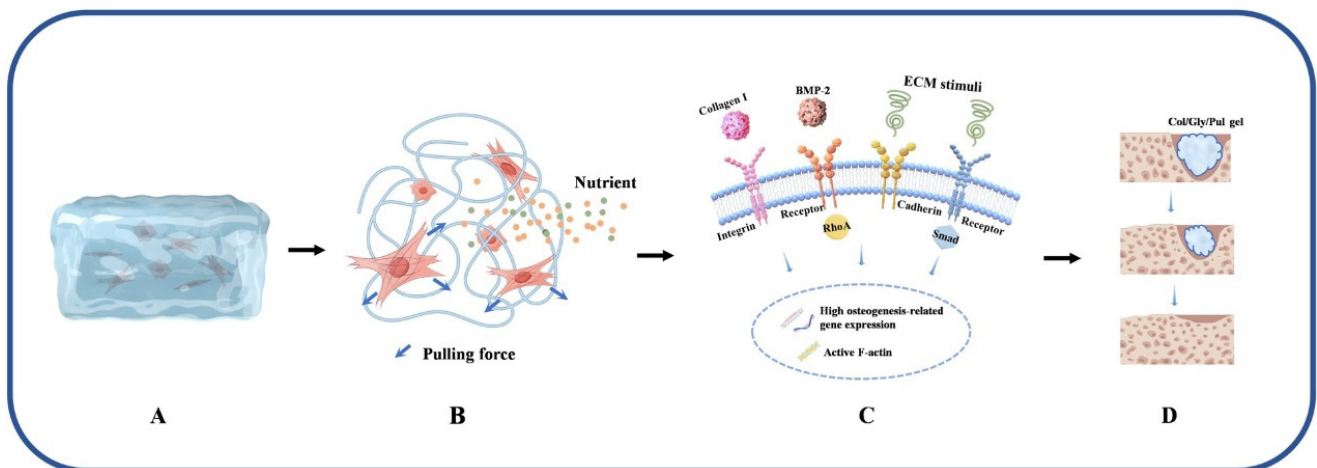 Nutrient
Pulling force
Collagen I
BMP-2
ECM stimuli
Integrin
Receptor
RhoA
Cadherin
Smad
Receptor
High osteogenesis-related
gene expression
Active F-actin
Col/Gly/Pul gel
A
B
C
D